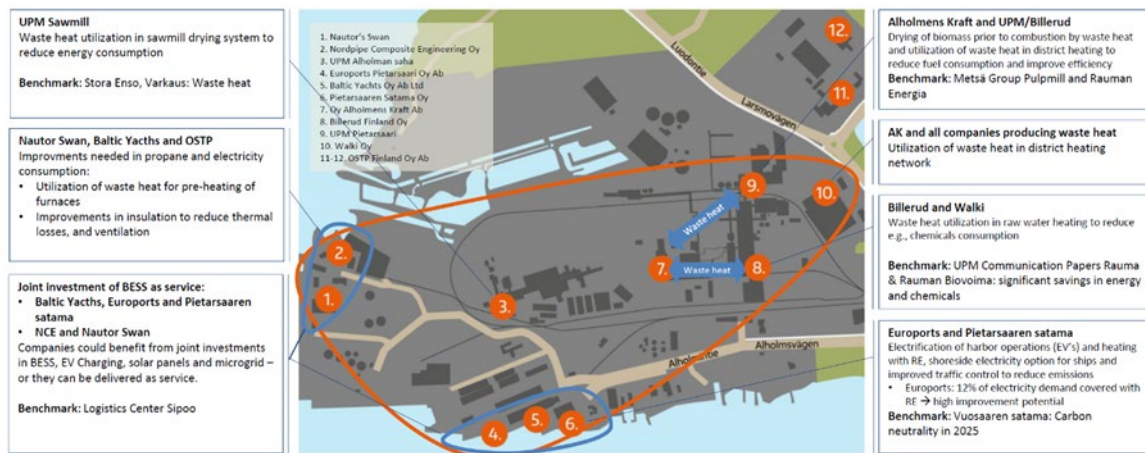 UPM Sawmill
Waste heat utilization in sawmill drying system to
reduce energy consumption
Benchmark: Stora Enso, Varkaus: Waste heat
Nautor Swan, Baltic Yacths and OSTP
Improvments needed in propane and electricity
consumption:
• Utilization of waste heat for pre-heating of
furnaces
• Improvements in insulation to reduce thermal
losses, and ventilation
Joint investment of BESS as service:
• Baltic Yacths, Euroports and Pietarsaaren
satama
• NCE and Nautor Swan
Companies could benefit from joint investments
in BESS, EV Charging, solar panels and microgrid –
or they can be delivered as service.
Benchmark: Logistics Center Sipoo
1. Nautor's Swan
2. Nordpipe Composite Engineering Oy
3. UPM Alholman saha
4. Euroports Pietarsaari Oy Ab
5. Baltic Yachts Oy Ab Ltd
6. Pietarsaaren Satama Oy
7. Oy Alholmens Kraft Ab
8. Billerud Finland Oy
9. UPM Pietarsaari
10. Walki Oy
11-12. OSTP Finland Oy Ab
Luodontie
Larsmovägen
12.
11.
10.
9.
Waste heat
7.
Waste heat
8.
2.
1.
3.
Alholmintie
Alholmsvägen
4.
5.
6.
Alholmens Kraft and UPM/Billerud
Drying of biomass prior to combustion by waste heat
and utilization of waste heat in district heating to
reduce fuel consumption and improve efficiency
Benchmark: Metsä Group Pulpmill and Rauman
Energia
AK and all companies producing waste heat
Utilization of waste heat in district heating
network
Billerud and Walki
Waste heat utilization in raw water heating to reduce
e.g., chemicals consumption
Benchmark: UPM Communication Papers Rauma
& Rauman Biovoima: significant savings in energy
and chemicals
Euroports and Pietarsaaren satama
Electrification of harbor operations (EV's) and heating
with RE, shoreside electricity option for ships and
improved traffic control to reduce emissions
• Euroports: 12% of electricity demand covered with
RE → high improvement potential
Benchmark: Vuosaaren satama: Carbon
neutrality in 2025